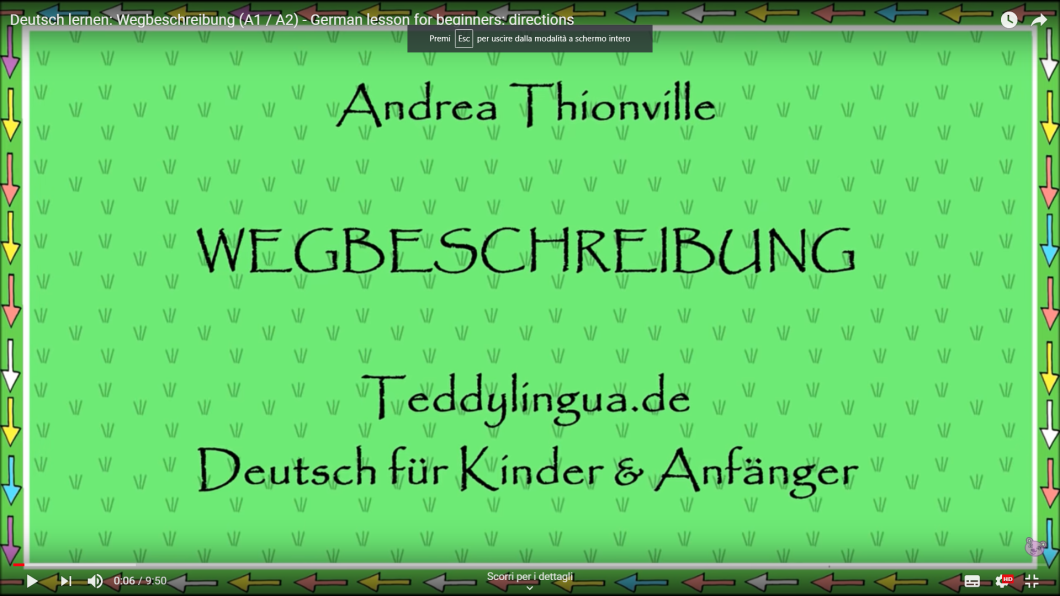 Deutsch lernen: Wegbeschreibung (A1 / A2) - German lesson for beginners: directions
Premi Esc per uscire dalla modalità a schermo intero
Andrea Thionville
WEGBESCHREIBUNG
Teddylingua.de
Deutsch für Kinder & Anfänger
0:06 / 9:50
Scorri per i dettagli
HD